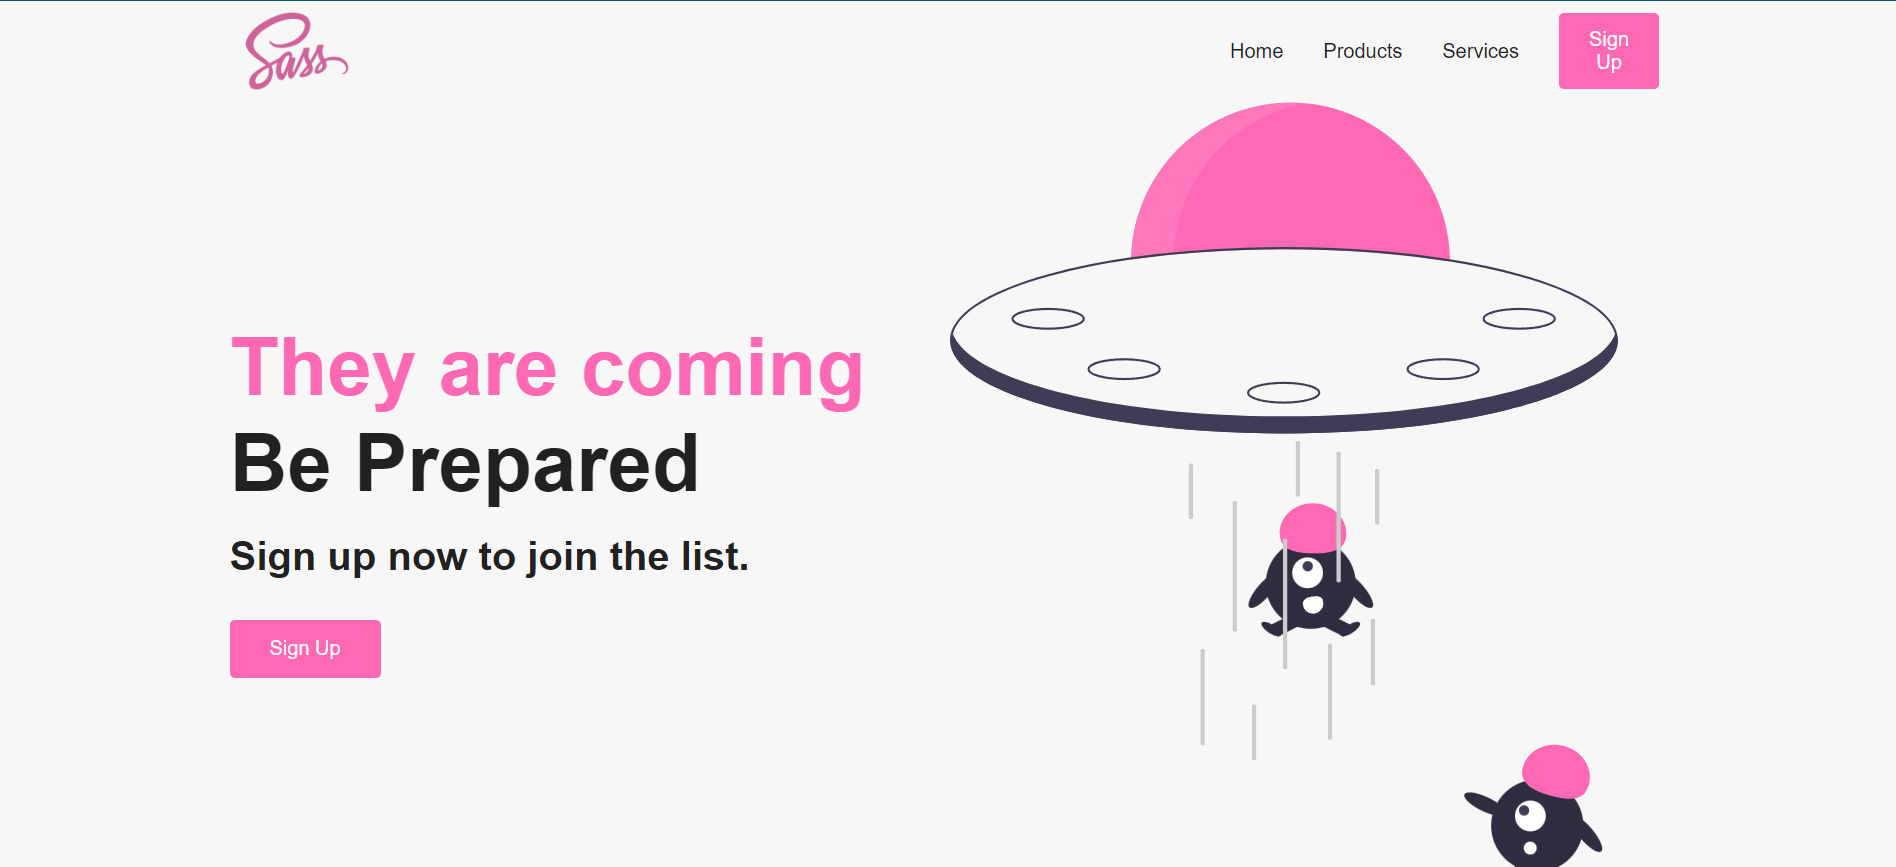 Sass
Home Products Services Sign
Up
They are coming
Be Prepared
Sign up now to join the list.
Sign Up